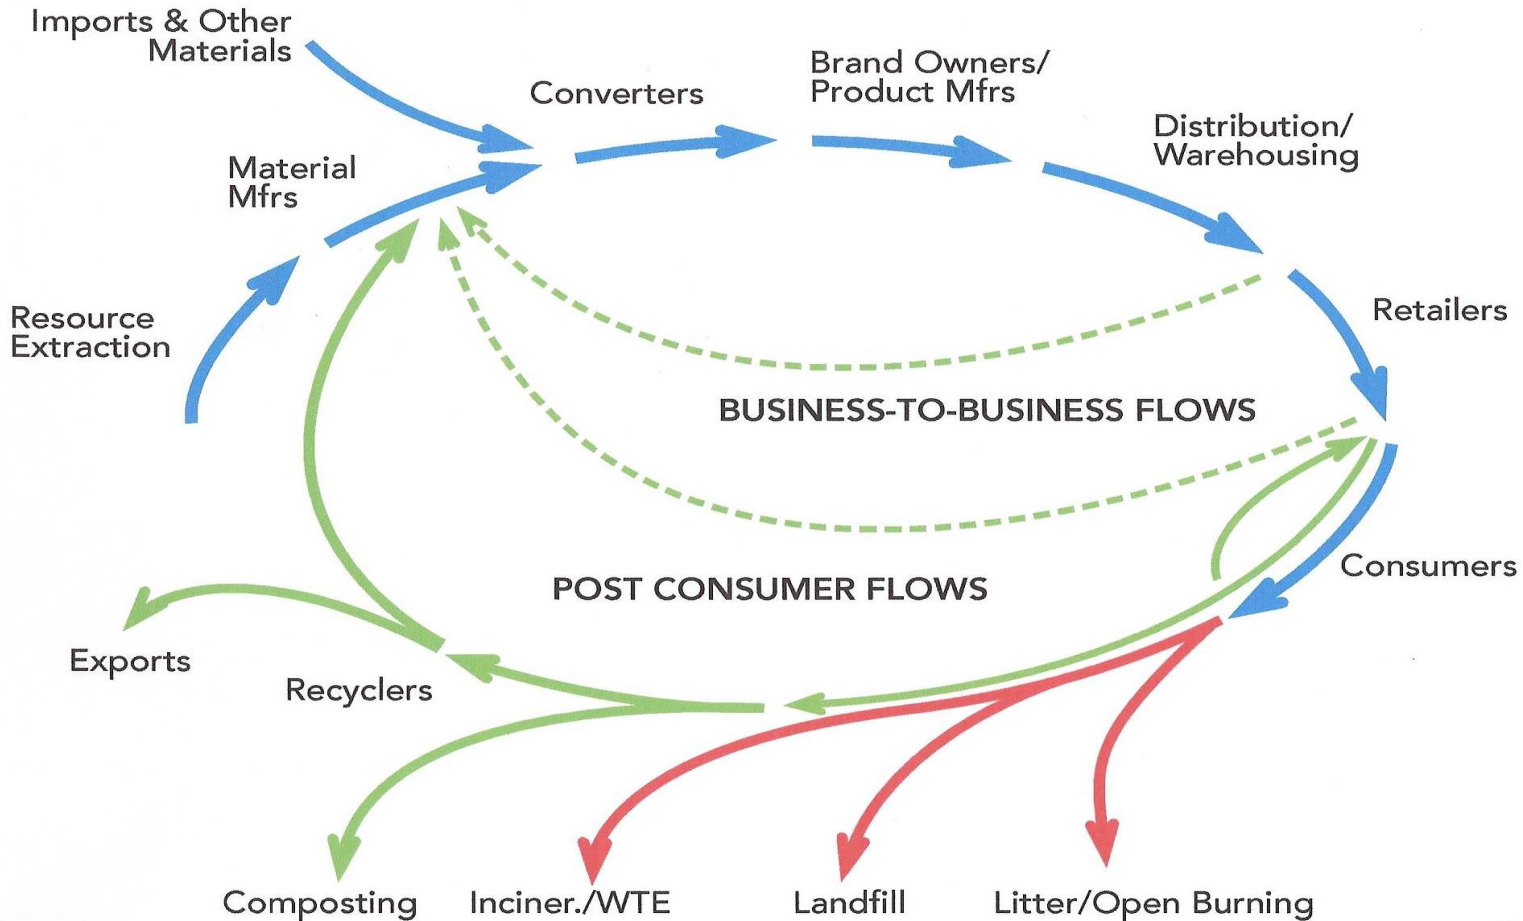 Imports & Other
Materials
Converters
Brand Owners/
Product Mfrs
Distribution/
Warehousing
Material
Mfrs
Resource
Extraction
Retailers
BUSINESS-TO-BUSINESS FLOWS
Consumers
POST CONSUMER FLOWS
Exports
Recyclers
Composting
Inciner./WTE
Landfill
Litter/Open Burning